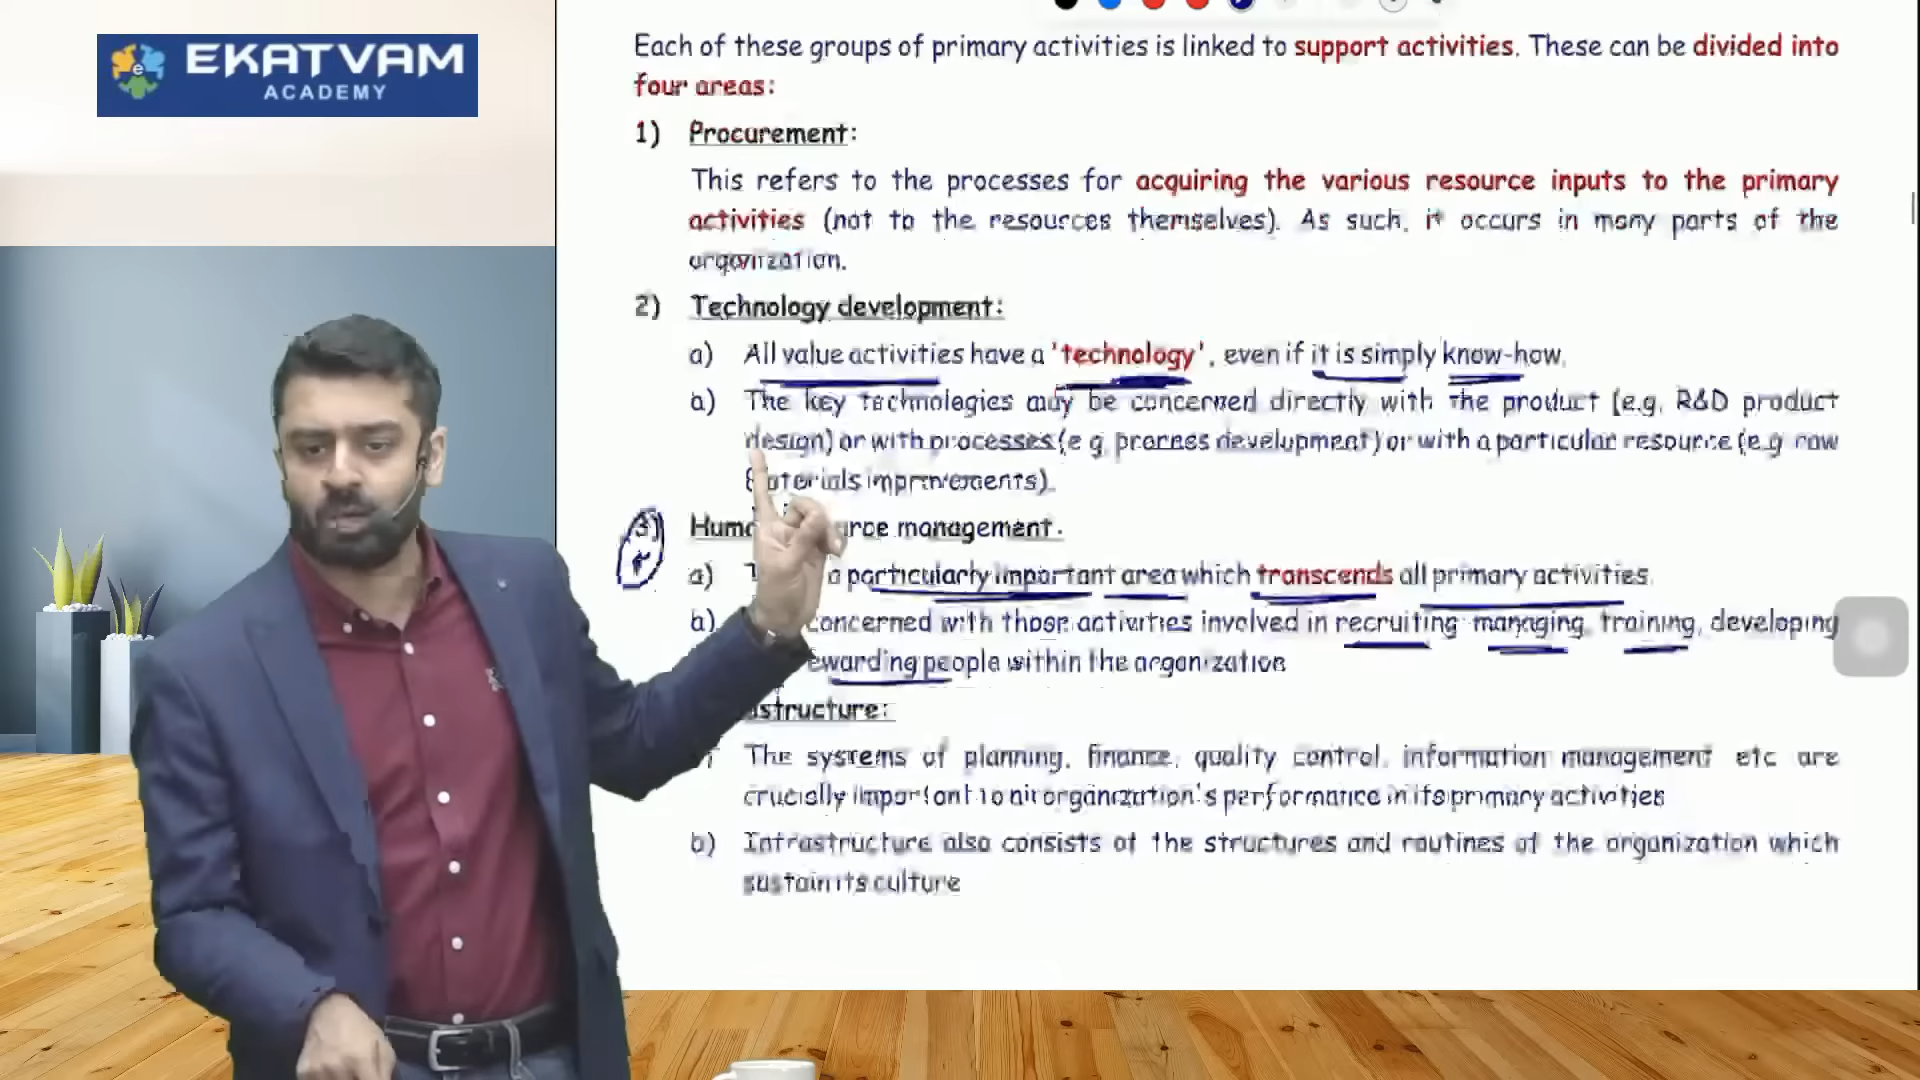 EKATVAM
ACADEMY
Each of these groups of primary activities is linked to support activities. These can be divided into
four areas:
1) Procurement:
This refers to the processes for acquiring the various resource inputs to the primary
activities (not to the resources themselves). As such, it occurs in many parts of the
organization.
2) Technology development:
a) All value activities have a 'technology', even if it is simply know-how.
b) The key technologies may be concerned directly with the product (e.g. R&D product
design) or with processes (e.g. process development) or with a particular resource (e.g. raw
materials improvements).
3) management.
a) a particularly important area which transcends all primary activities.
b) concerned with those activities involved in recruiting, managing, training, developing
people within the organization
The systems of planning, finance, quality control, information management etc are
crucially important to an organization's performance in its primary activities
b) Infrastructure also consists of the structures and routines of the organization which
sustain its culture